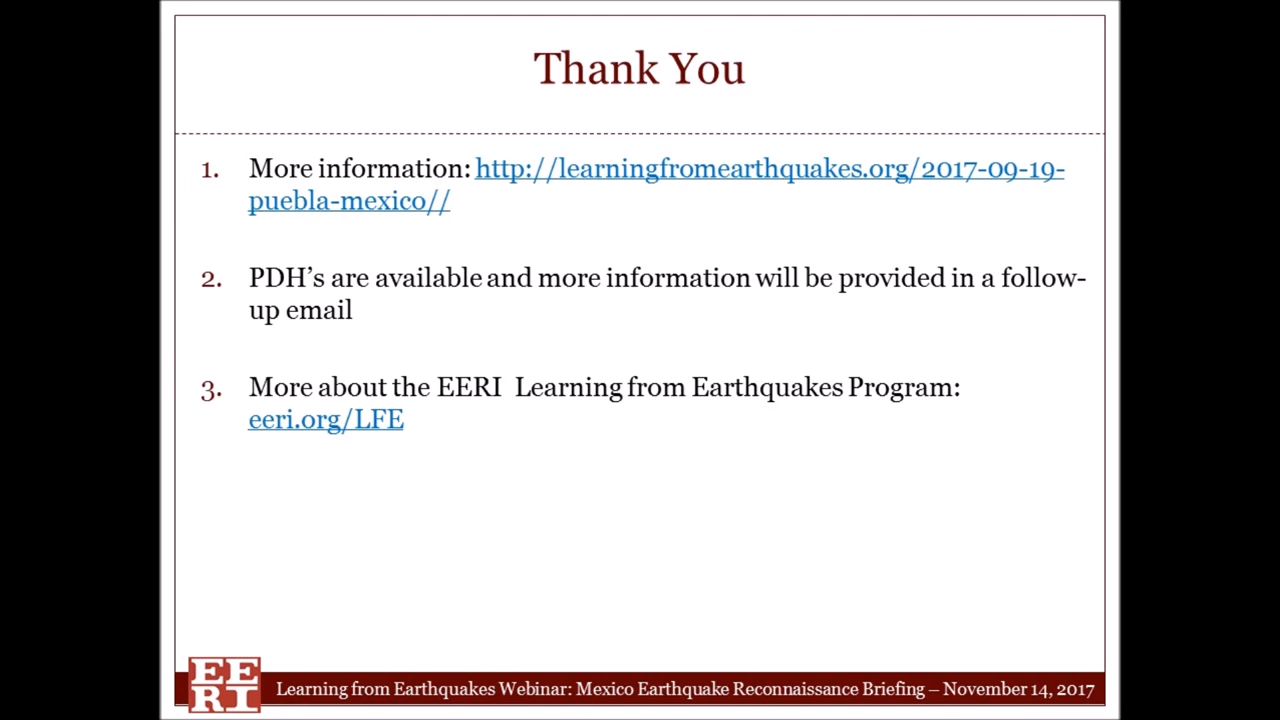 Thank You
1. More information: http://learningfromearthquakes.org/2017-09-19-
puebla-mexico//
2. PDH's are available and more information will be provided in a follow-
up email
3. More about the EERI Learning from Earthquakes Program:
eeri.org/LFE
EE
RI
Learning from Earthquakes Webinar: Mexico Earthquake Reconnaissance Briefing – November 14, 2017